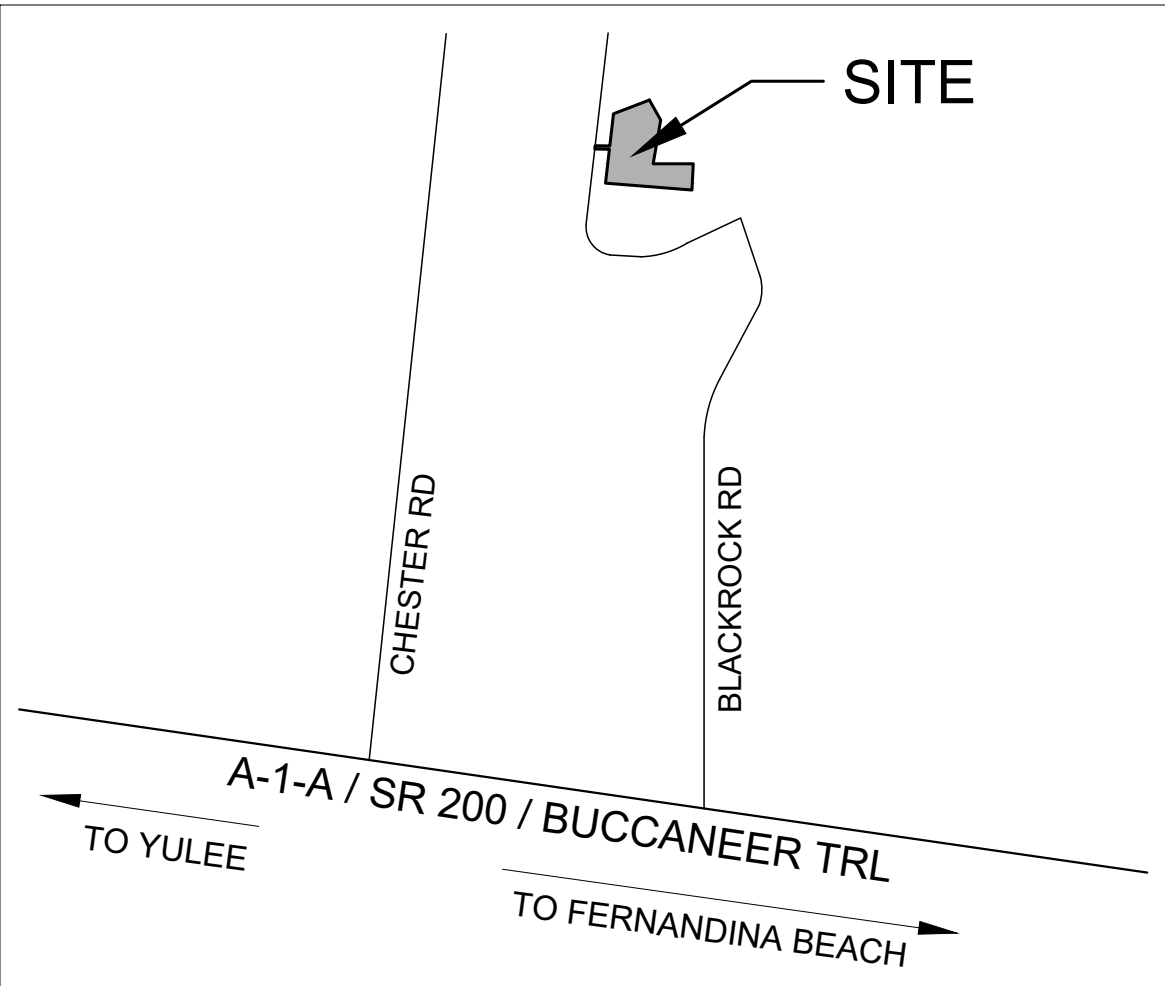 SITE
CHESTER RD
BLACKROCK RD
A-1-A / SR 200 / BUCCANEER TRL
TO YULEE
TO FERNANDINA BEACH